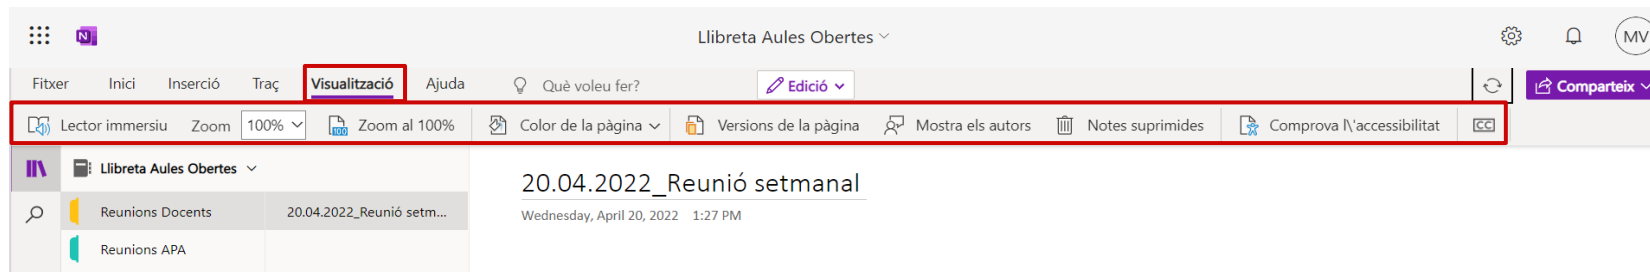 N
Llibreta Aules Obertes
MV
Fitxer Inici Inserció Traç Visualització Ajuda Què voleu fer? Edició Comparteix
Lector immersiu Zoom 100% 100 Zoom al 100% Color de la pàgina Versions de la pàgina Mostra els autors Notes suprimides Comprova l\'accessibilitat CC
Llibreta Aules Obertes
20.04.2022_Reunió setmanal
Reunions Docents 20.04.2022_Reunió setm...
Wednesday, April 20, 2022 1:27 PM
Reunions APA